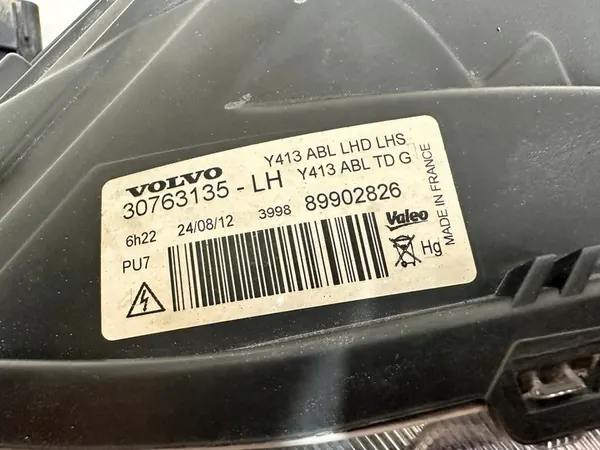 VOLVO Y413 ABL LHD LHS
30763135 - LH Y413 ABL TD G
6h22 24/08/12 3998 89902826
PU7
Valeo
Hg
MADE IN FRANCE